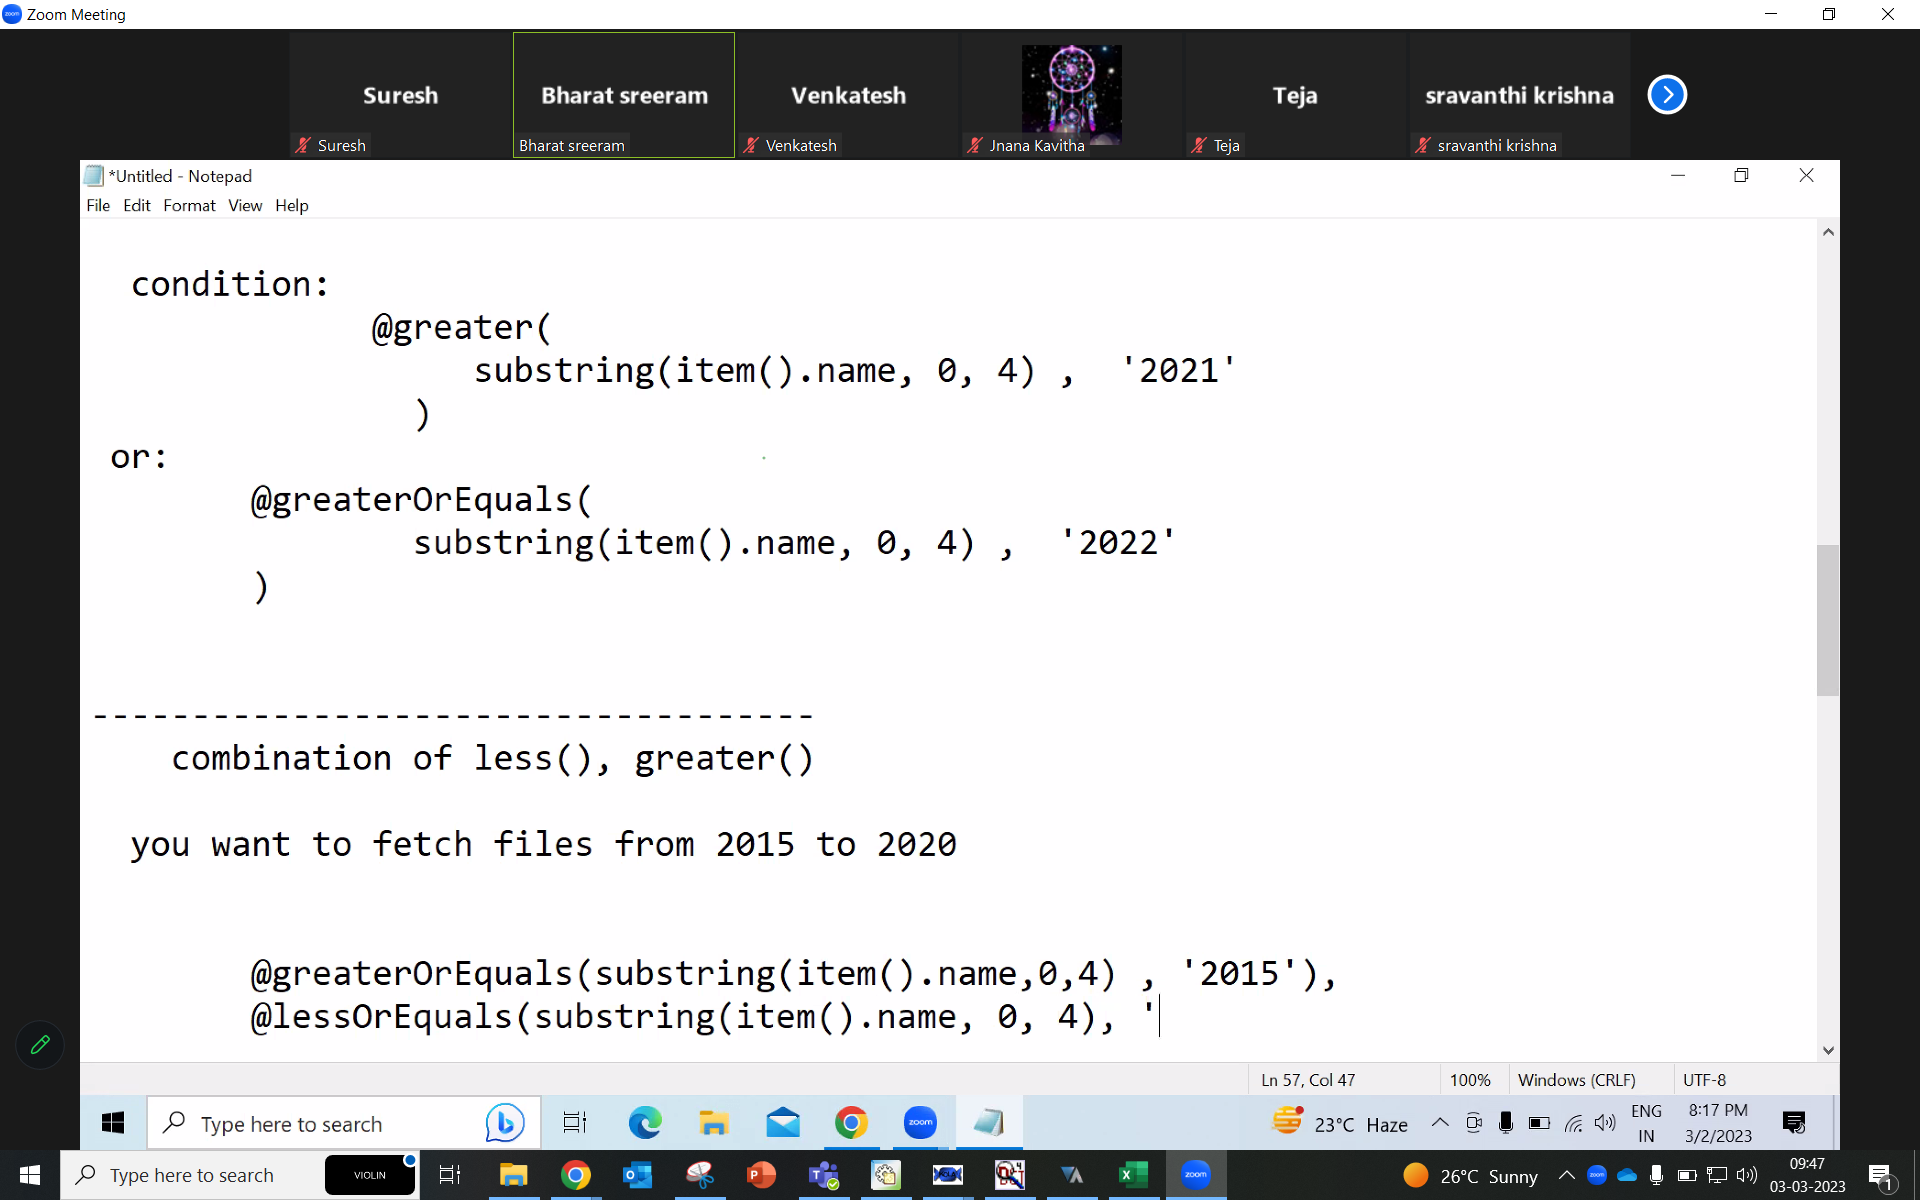 Zoom Meeting
Suresh
Bharat sreeram
Venkatesh
Teja
sravanthi krishna
Suresh
Bharat sreeram
Venkatesh
Jnana Kavitha
Teja
sravanthi krishna
*Untitled - Notepad
File Edit Format View Help
condition:
@greater(
substring(item().name, 0, 4) , '2021'
)
or:
@greaterOrEquals(
substring(item().name, 0, 4) , '2022'
)
------------------------------------
combination of less(), greater()
you want to fetch files from 2015 to 2020
@greaterOrEquals(substring(item().name,0,4) , '2015'),
@lessOrEquals(substring(item().name, 0, 4), '
Ln 57, Col 47 100% Windows (CRLF) UTF-8
Type here to search
zoom
23°C Haze
ENG
IN
8:17 PM
3/2/2023
Type here to search
VIOLIN
zoom
26°C Sunny
09:47
03-03-2023
1